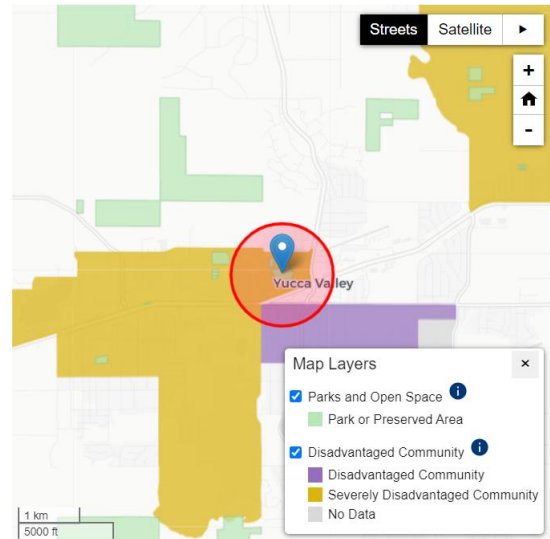 Streets Satellite ►
+
-
Yucca Valley
Map Layers ×
Parks and Open Space i
Park or Preserved Area
Disadvantaged Community i
Disadvantaged Community
Severely Disadvantaged Community
No Data
1 km
5000 ft